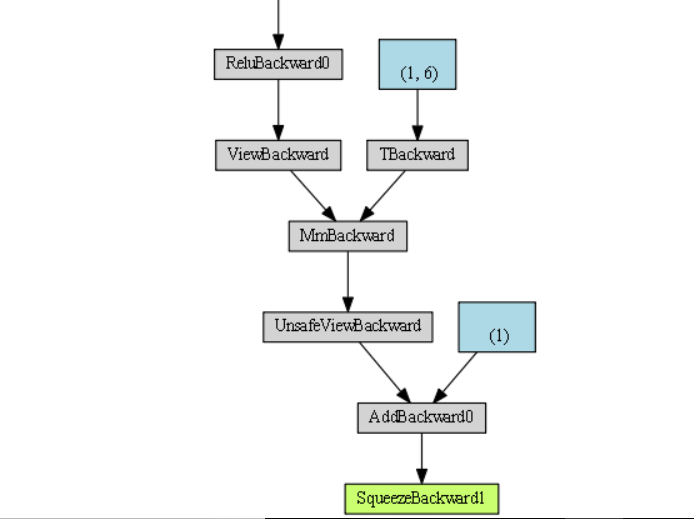 ReluBackward0
(1, 6)
ViewBackward
TBackward
MmBackward
UnsafeViewBackward
(1)
AddBackward0
SqueezeBackward1